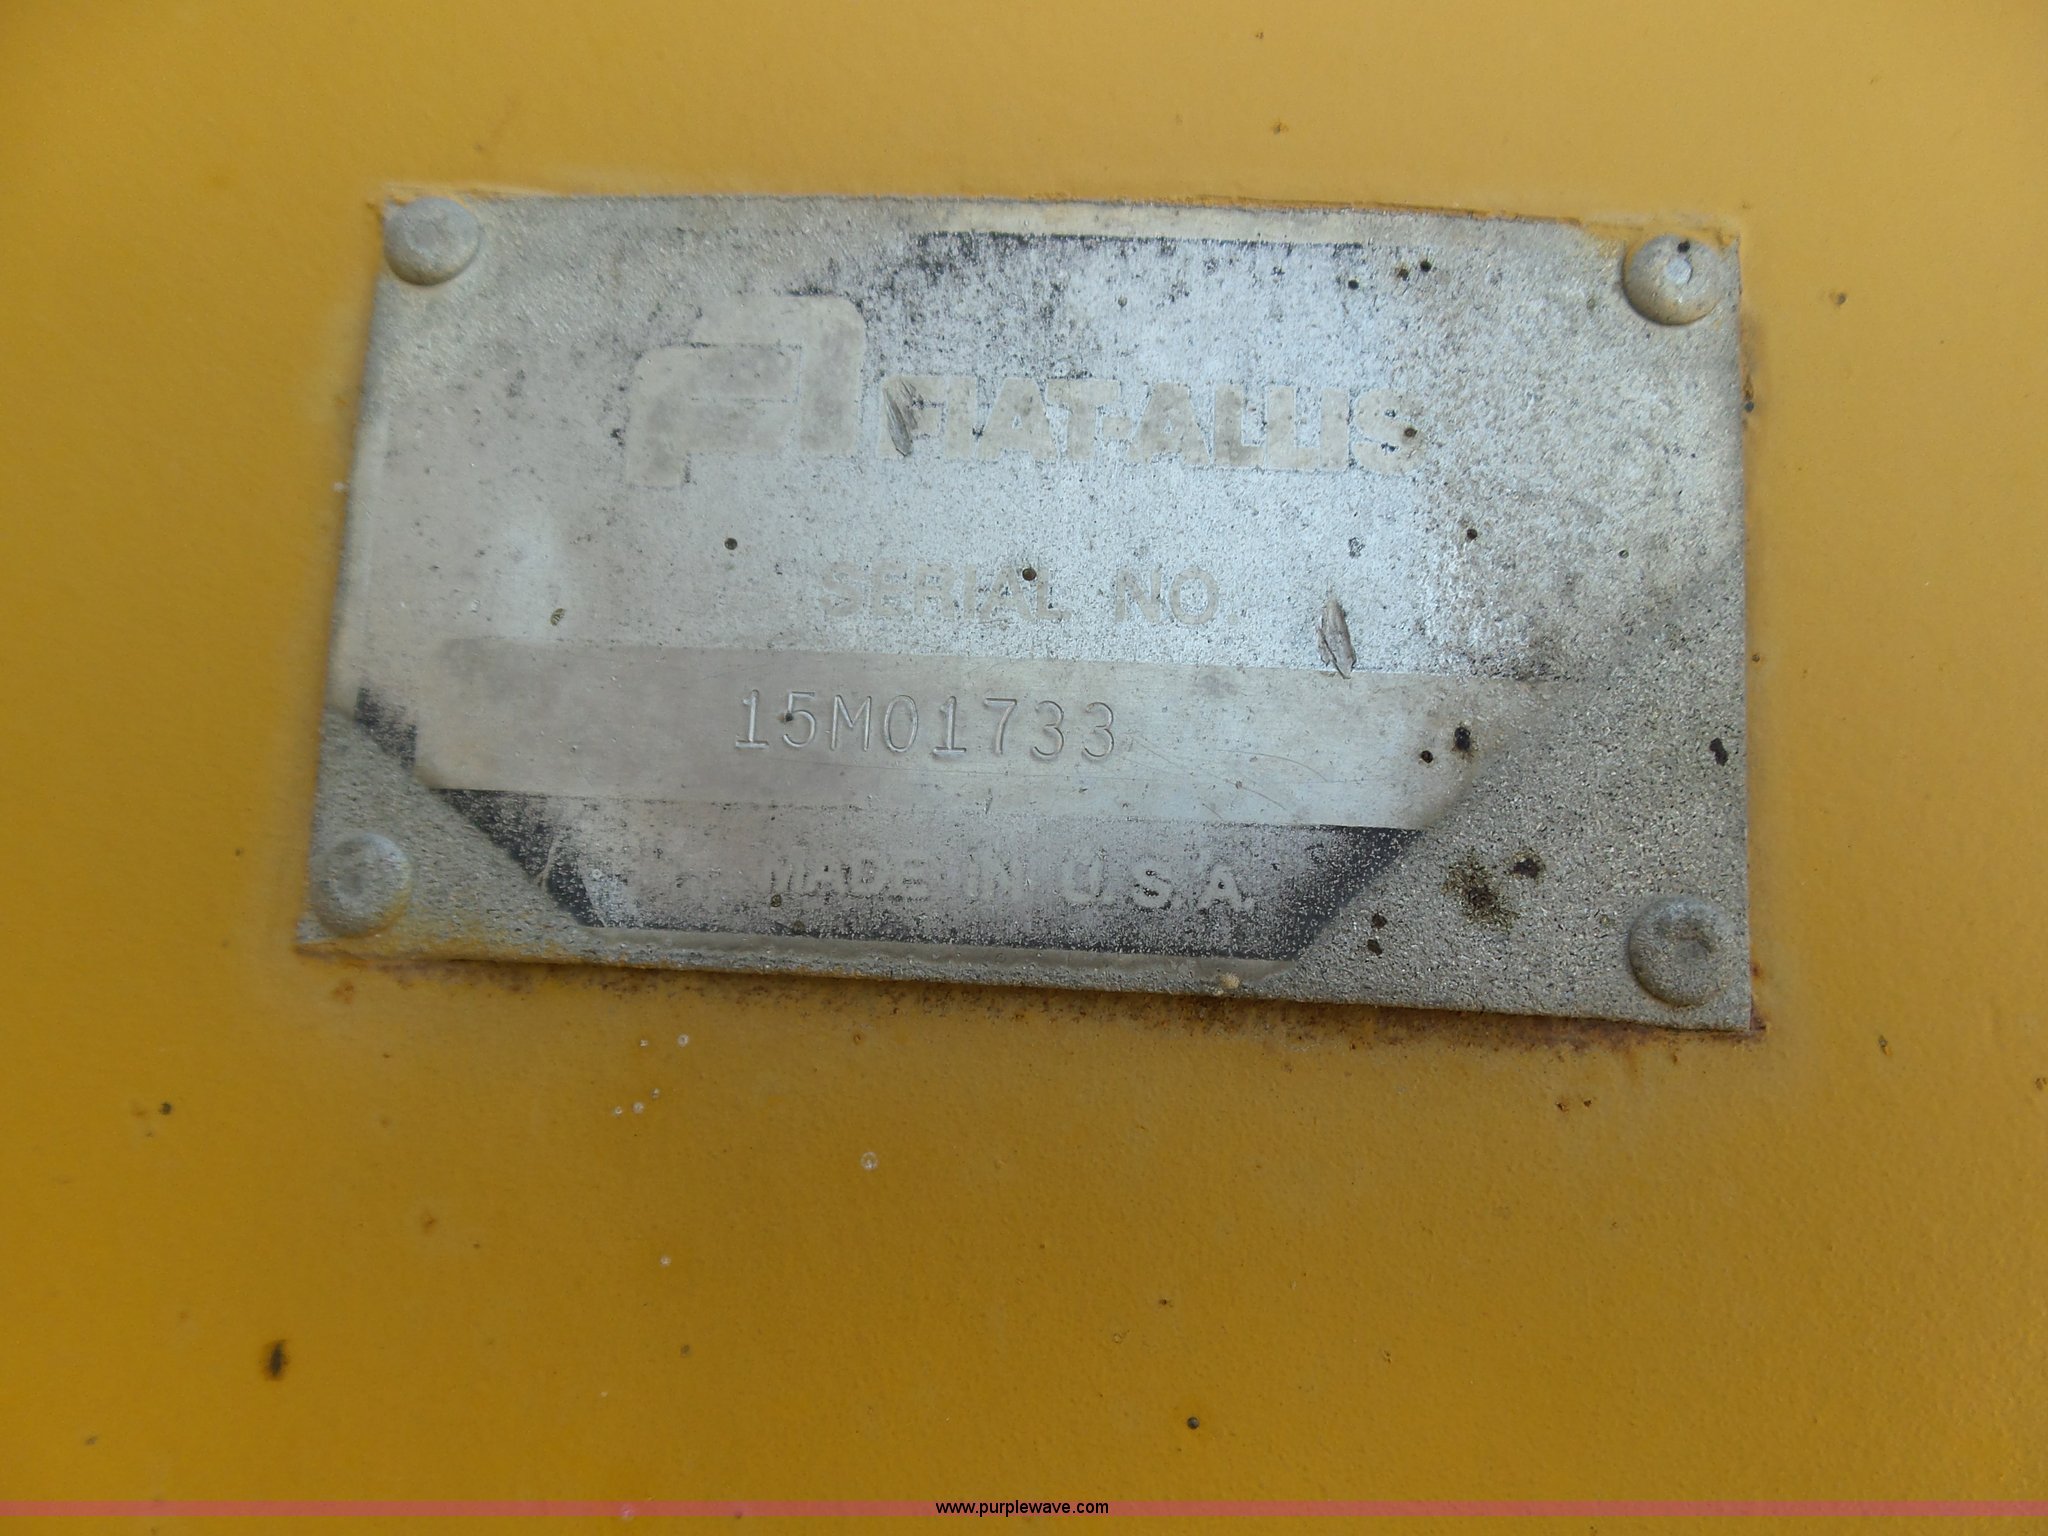 FIAT-ALLIS
SERIAL NO.
15M01733
MADE IN U.S.A.
www.purplewave.com